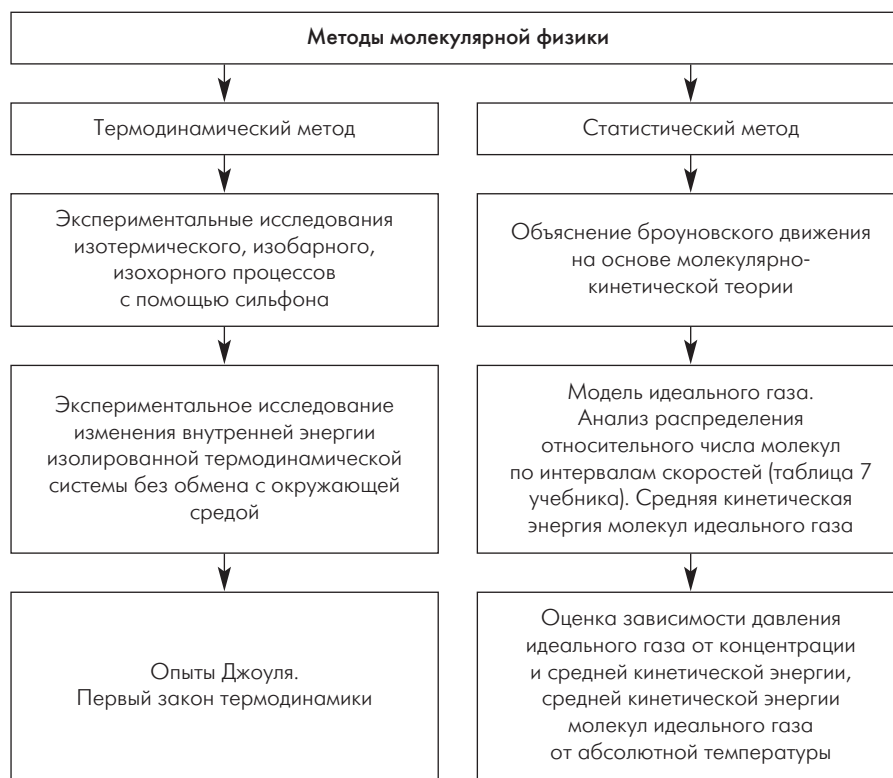 Методы молекулярной физики
Термодинамический метод
Статистический метод
Экспериментальные исследования
изотермического, изобарного,
изохорного процессов
с помощью сильфона
Объяснение броуновского движения
на основе молекулярно-
кинетической теории
Экспериментальное исследование
изменения внутренней энергии
изолированной термодинамической
системы без обмена с окружающей
средой
Модель идеального газа.
Анализ распределения
относительного числа молекул
по интервалам скоростей (таблица 7
учебника). Средняя кинетическая
энергия молекул идеального газа
Опыты Джоуля.
Первый закон термодинамики
Оценка зависимости давления
идеального газа от концентрации
и средней кинетической энергии,
средней кинетической энергии
молекул идеального газа
от абсолютной температуры